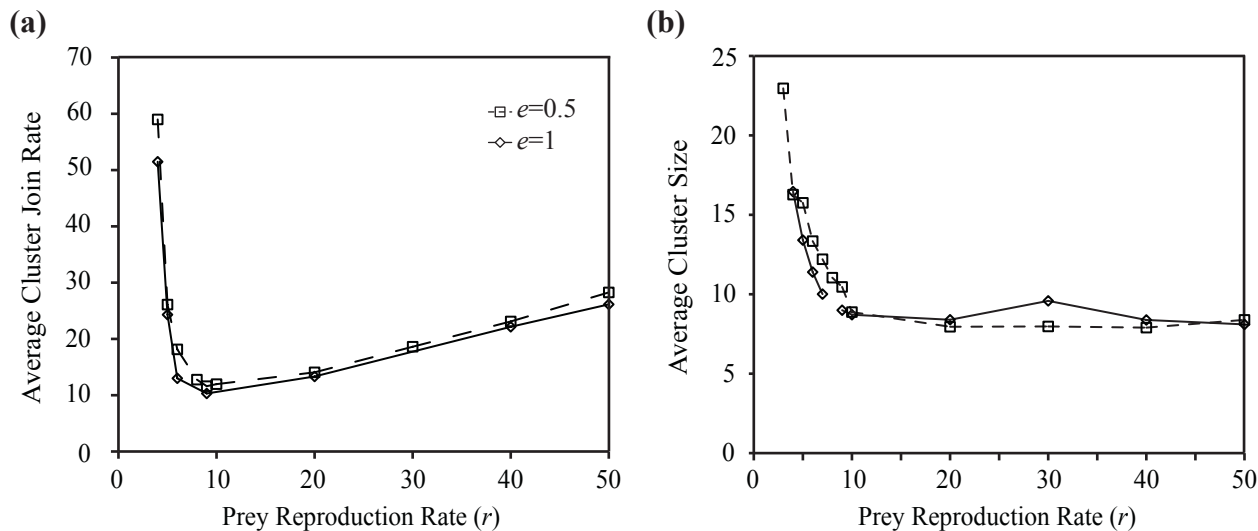 (a)
70
60
50
40
30
20
10
0
Average Cluster Join Rate
e=0.5
e=1
0 10 20 30 40 50
Prey Reproduction Rate (r)
(b)
25
20
15
10
5
0
Average Cluster Size
0 10 20 30 40 50
Prey Reproduction Rate (r)